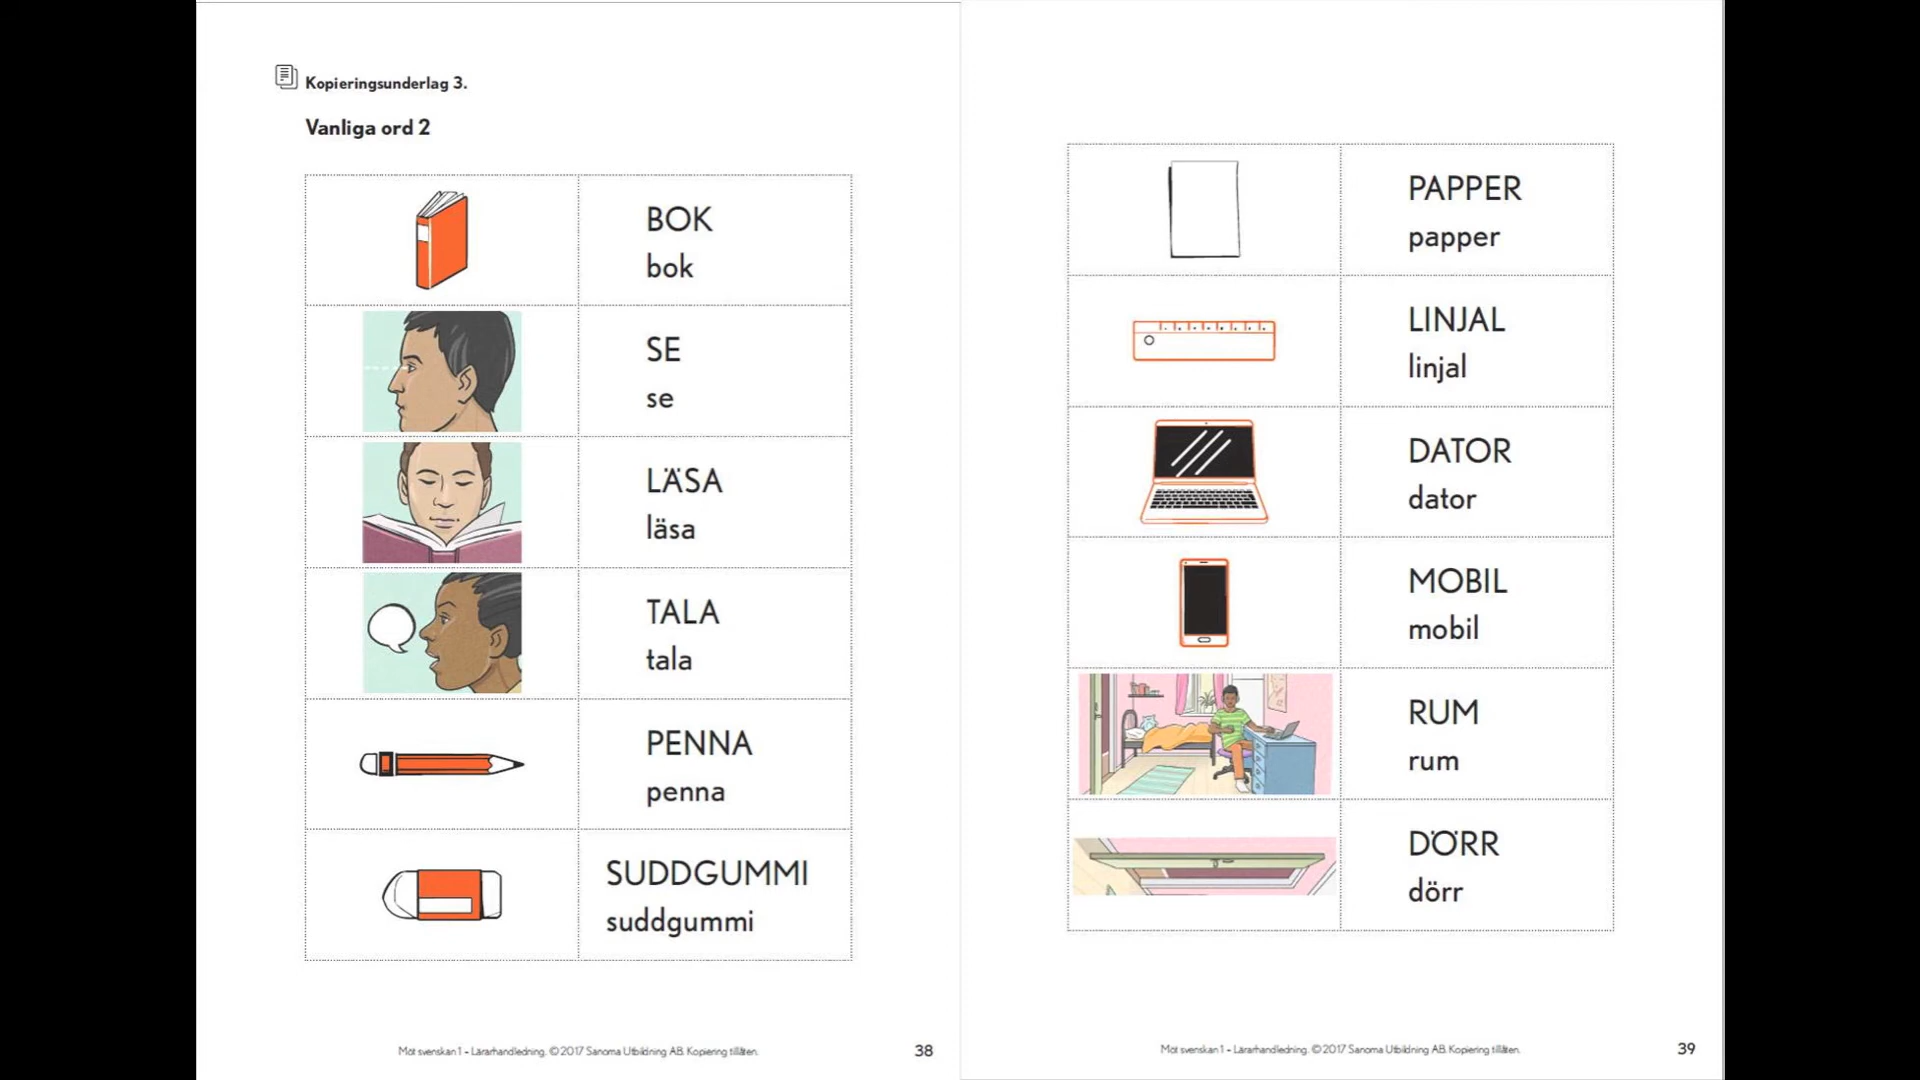 Kopieringsunderlag 3.
Vanliga ord 2
BOK
bok
SE
se
LÄSA
läsa
TALA
tala
PENNA
penna
SUDDGUMMI
suddgummi
Möt svenskan 1 – Lärarhandledning. © 2017 Sanoma Utbildning AB. Kopiering tillåten.
38
PAPPER
papper
LINJAL
linjal
DATOR
dator
MOBIL
mobil
RUM
rum
DÖRR
dörr
Möt svenskan 1 – Lärarhandledning. © 2017 Sanoma Utbildning AB. Kopiering tillåten.
39